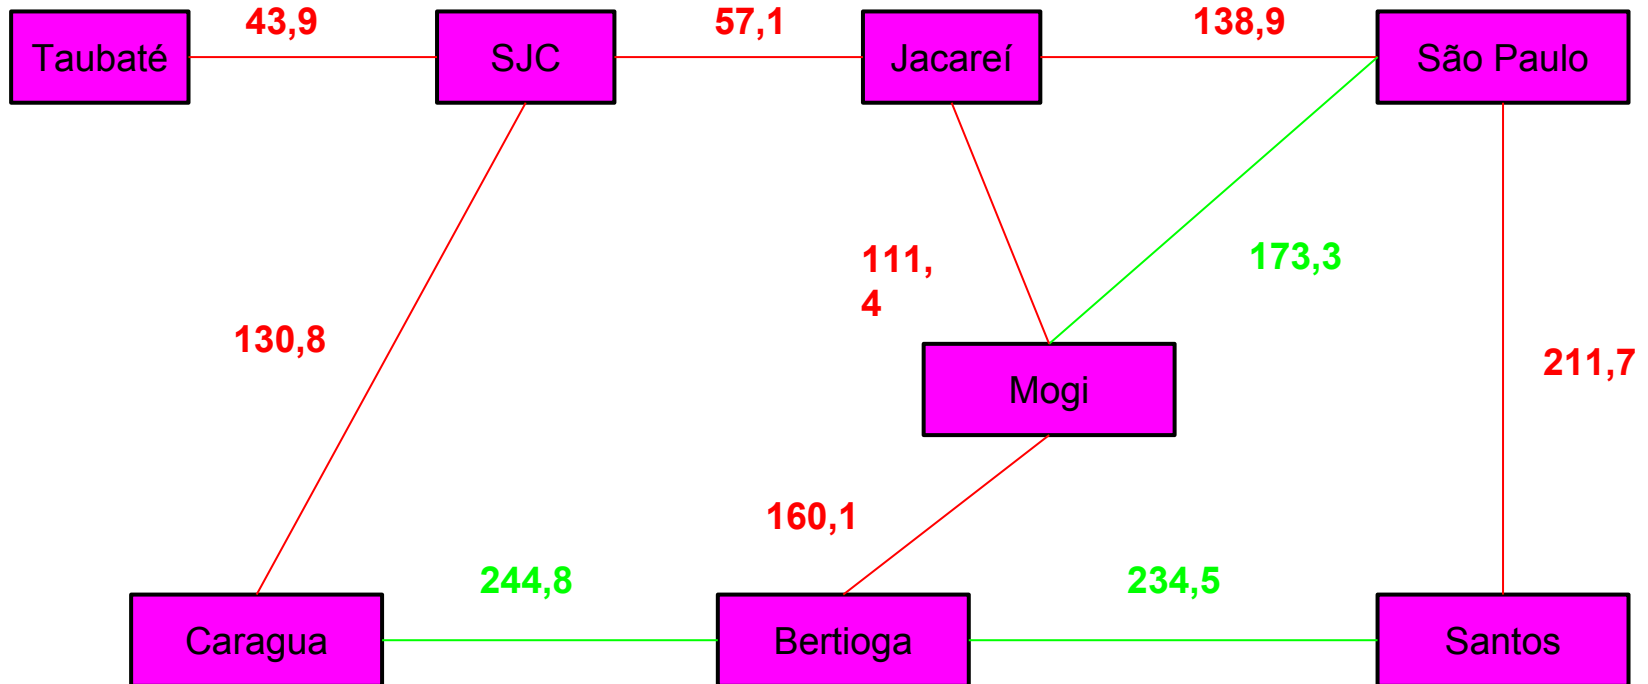 43,9
57,1
138,9
Taubaté
SJC
Jacareí
São Paulo
111,
4
173,3
130,8
211,7
Mogi
160,1
244,8
234,5
Caragua
Bertioga
Santos